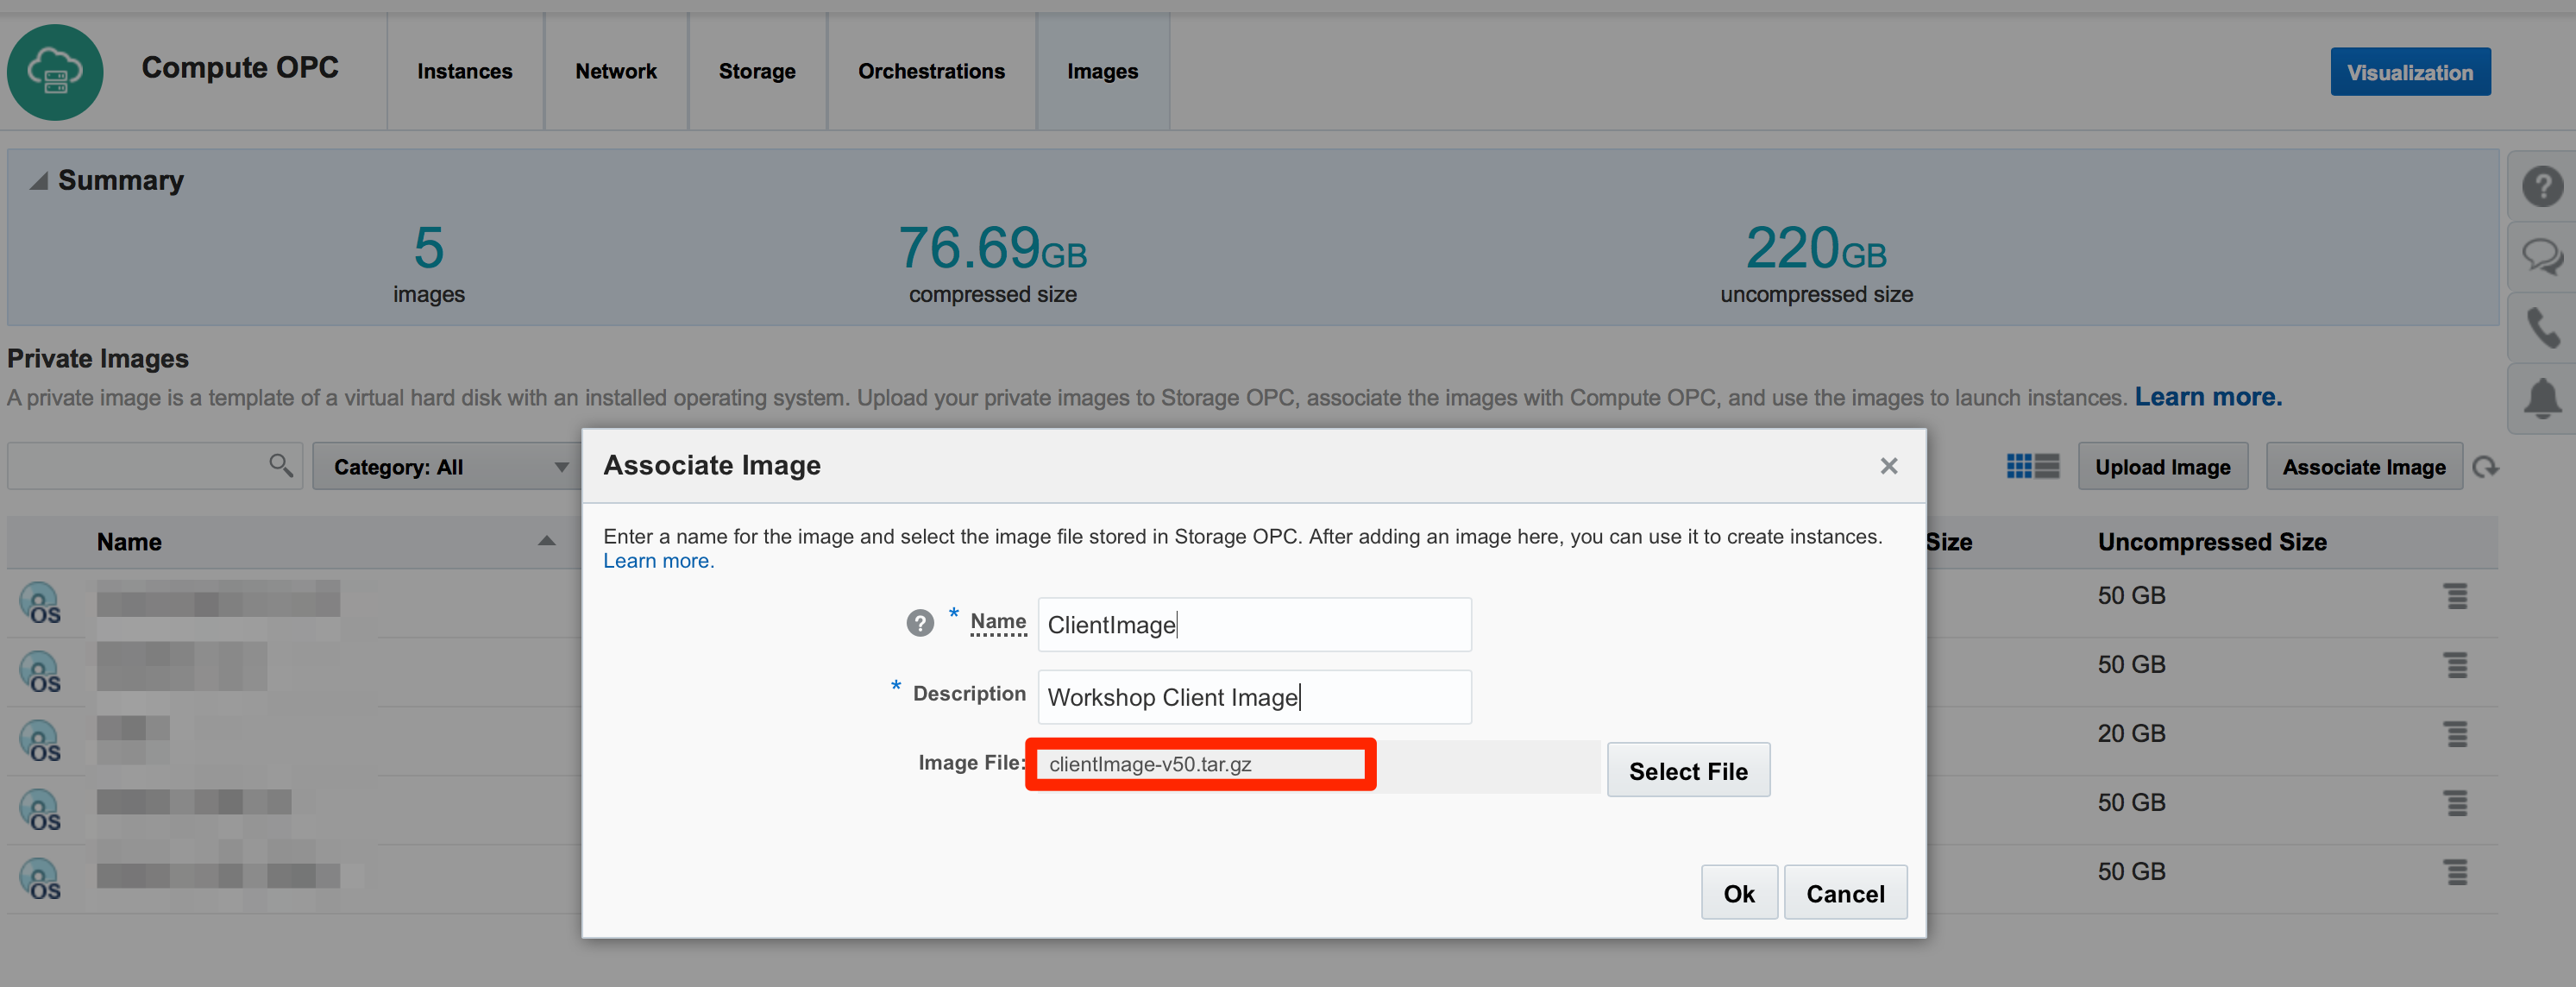 Compute OPC
Instances
Network
Storage
Orchestrations
Images
Visualization
Summary
5
images
76.69GB
compressed size
220GB
uncompressed size
Private Images
A private image is a template of a virtual hard disk with an installed operating system. Upload your private images to Storage OPC, associate the images with Compute OPC, and use the images to launch instances. Learn more.
Category: All
Upload Image
Associate Image
Name
Size
Uncompressed Size
OS
50 GB
OS
50 GB
OS
20 GB
OS
50 GB
OS
50 GB
Associate Image
Enter a name for the image and select the image file stored in Storage OPC. After adding an image here, you can use it to create instances.
Learn more.
? * Name
ClientImage
* Description
Workshop Client Image
Image File:
clientImage-v50.tar.gz
Select File
Ok
Cancel
?